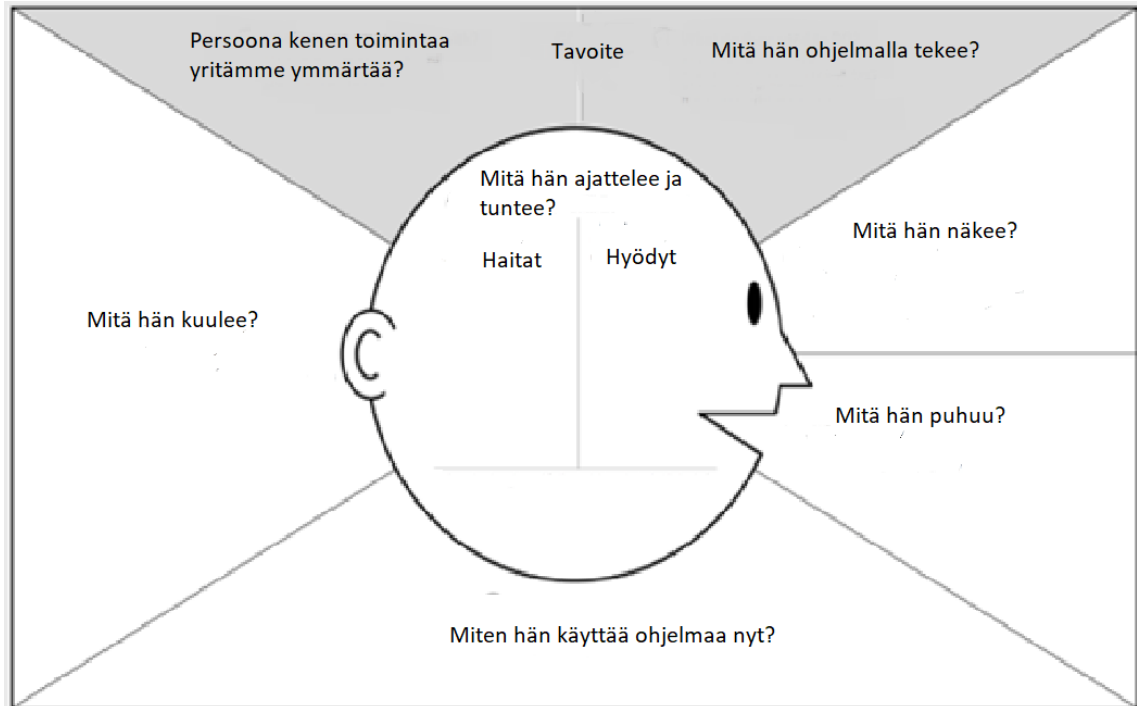 Persoona kenen toimintaa
yritämme ymmärtää?
Tavoite
Mitä hän ohjelmalla tekee?
Mitä hän ajattelee ja
tuntee?
Haitat
Hyödyt
Mitä hän näkee?
Mitä hän kuulee?
Mitä hän puhuu?
Miten hän käyttää ohjelmaa nyt?